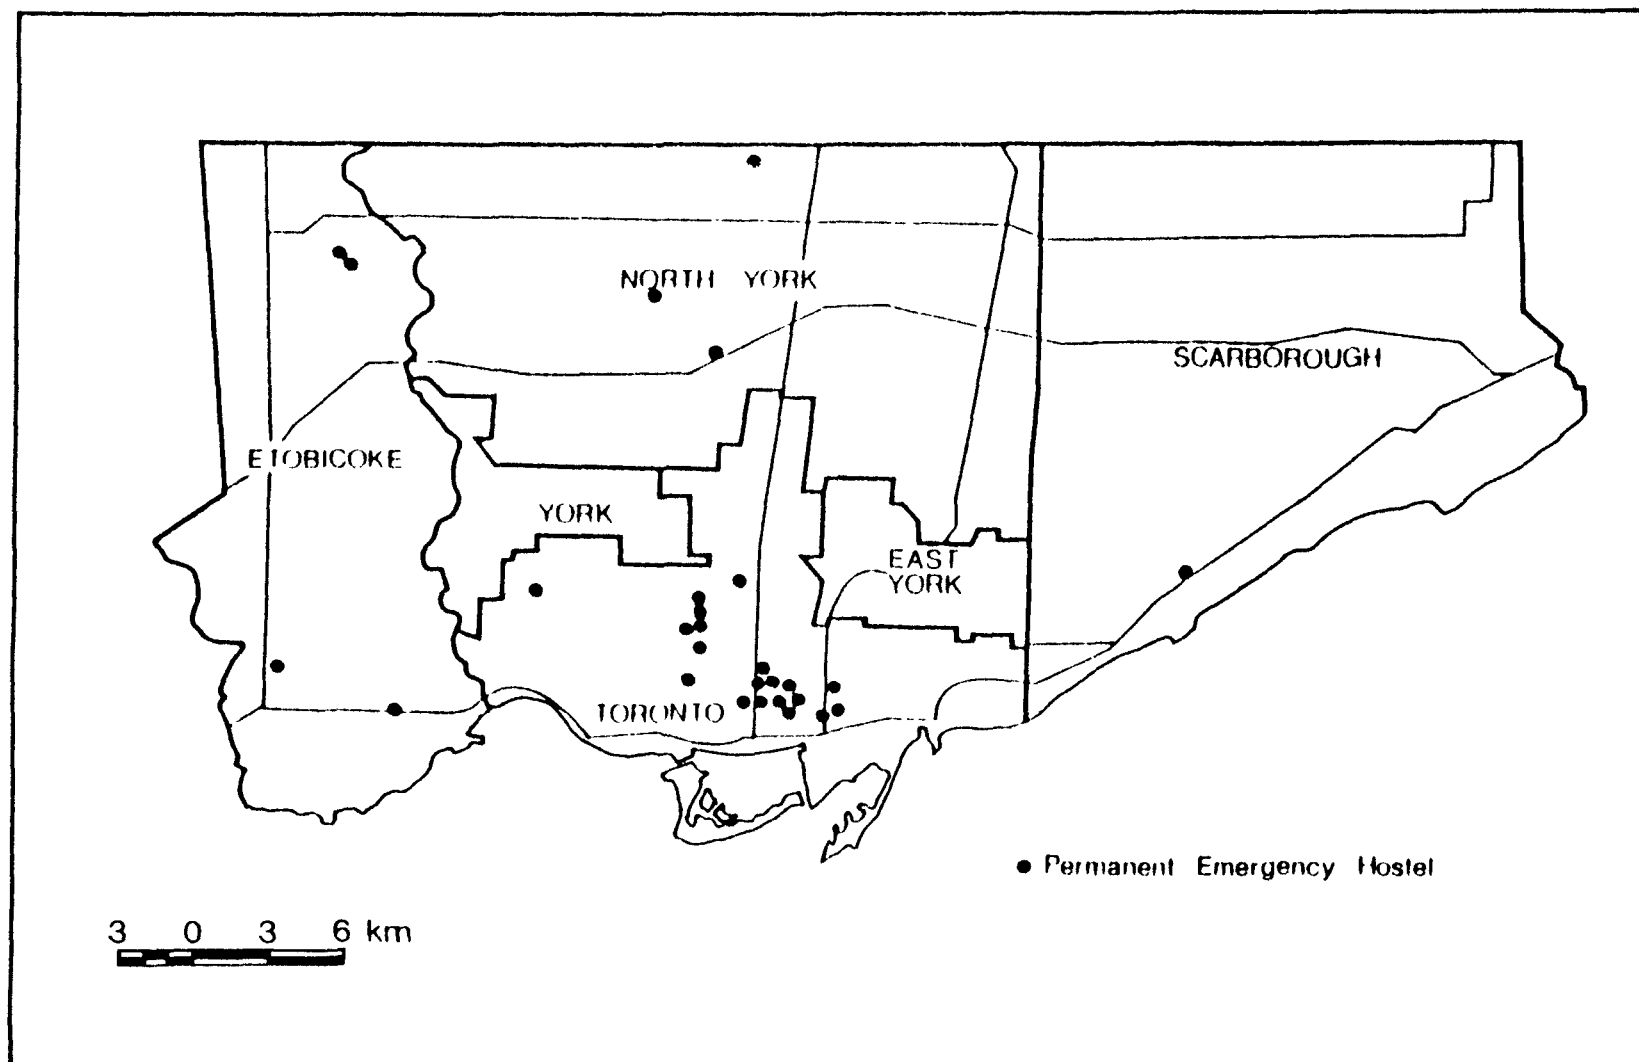 NORTH YORK
SCARBOROUGH
ETOBICOKE
YORK
EAST
YORK
TORONTO
Permanent Emergency Hostel
3 0 3 6 km